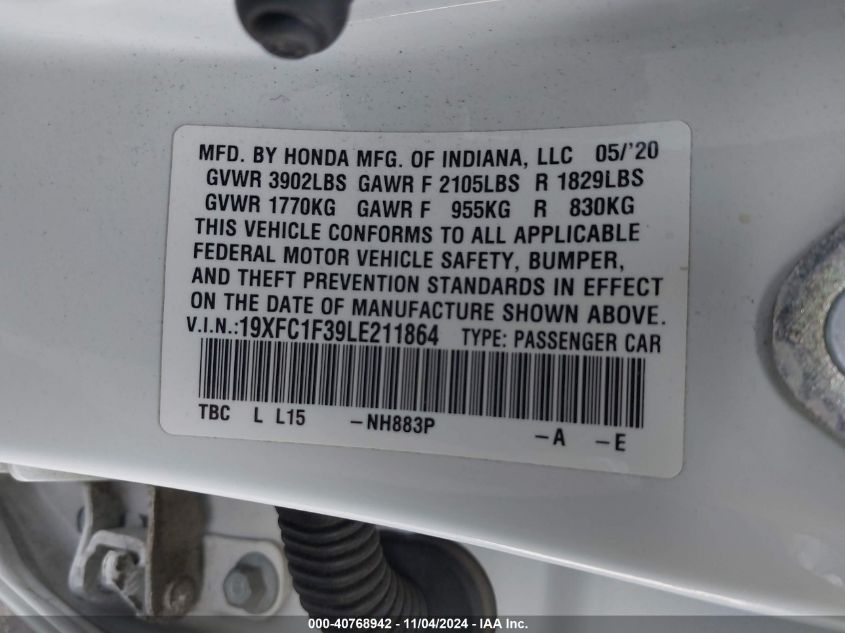 MFD. BY HONDA MFG. OF INDIANA, LLC 05/'20
GVWR 3902LBS GAWR F 2105LBS R 1829LBS
GVWR 1770KG GAWR F 955KG R 830KG
THIS VEHICLE CONFORMS TO ALL APPLICABLE
FEDERAL MOTOR VEHICLE SAFETY, BUMPER,
AND THEFT PREVENTION STANDARDS IN EFFECT
ON THE DATE OF MANUFACTURE SHOWN ABOVE.
V.I.N.:19XFC1F39LE211864 TYPE: PASSENGER CAR
TBC L L15 -NH883P -A -E
000-40768942 - 11/04/2024 - IAA Inc.